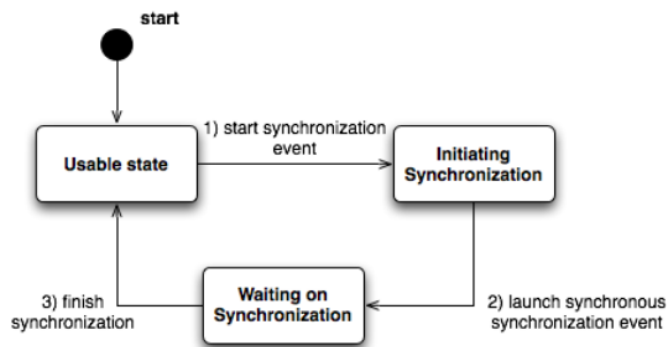 start
1) start synchronization
event
Usable state
Initiating
Synchronization
3) finish
synchronization
Waiting on
Synchronization
2) launch synchronous
synchronization event